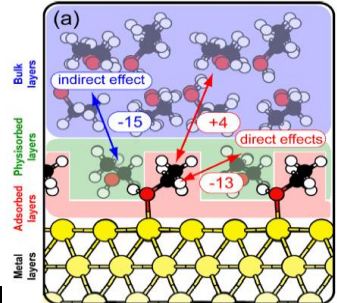 (a)
Bulk
layers
indirect effect
-15
+4
Physisorbed
layers
direct effects
-13
Adsorbed
layers
Metal
layers